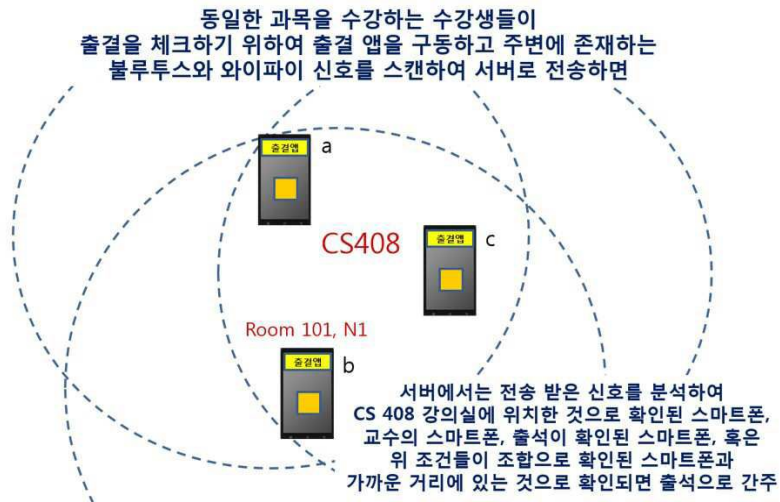 동일한 과목을 수강하는 수강생들이
출결을 체크하기 위하여 출결 앱을 구동하고 주변에 존재하는
블루투스와 와이파이 신호를 스캔하여 서버로 전송하면
출결앱
a
CS408
출결앱
c
Room 101, N1
출결앱
b
서버에서는 전송 받은 신호를 분석하여
CS 408 강의실에 위치한 것으로 확인된 스마트폰,
교수의 스마트폰, 출석이 확인된 스마트폰, 혹은
위 조건들이 조합으로 확인된 스마트폰과
가까운 거리에 있는 것으로 확인되면 출석으로 간주